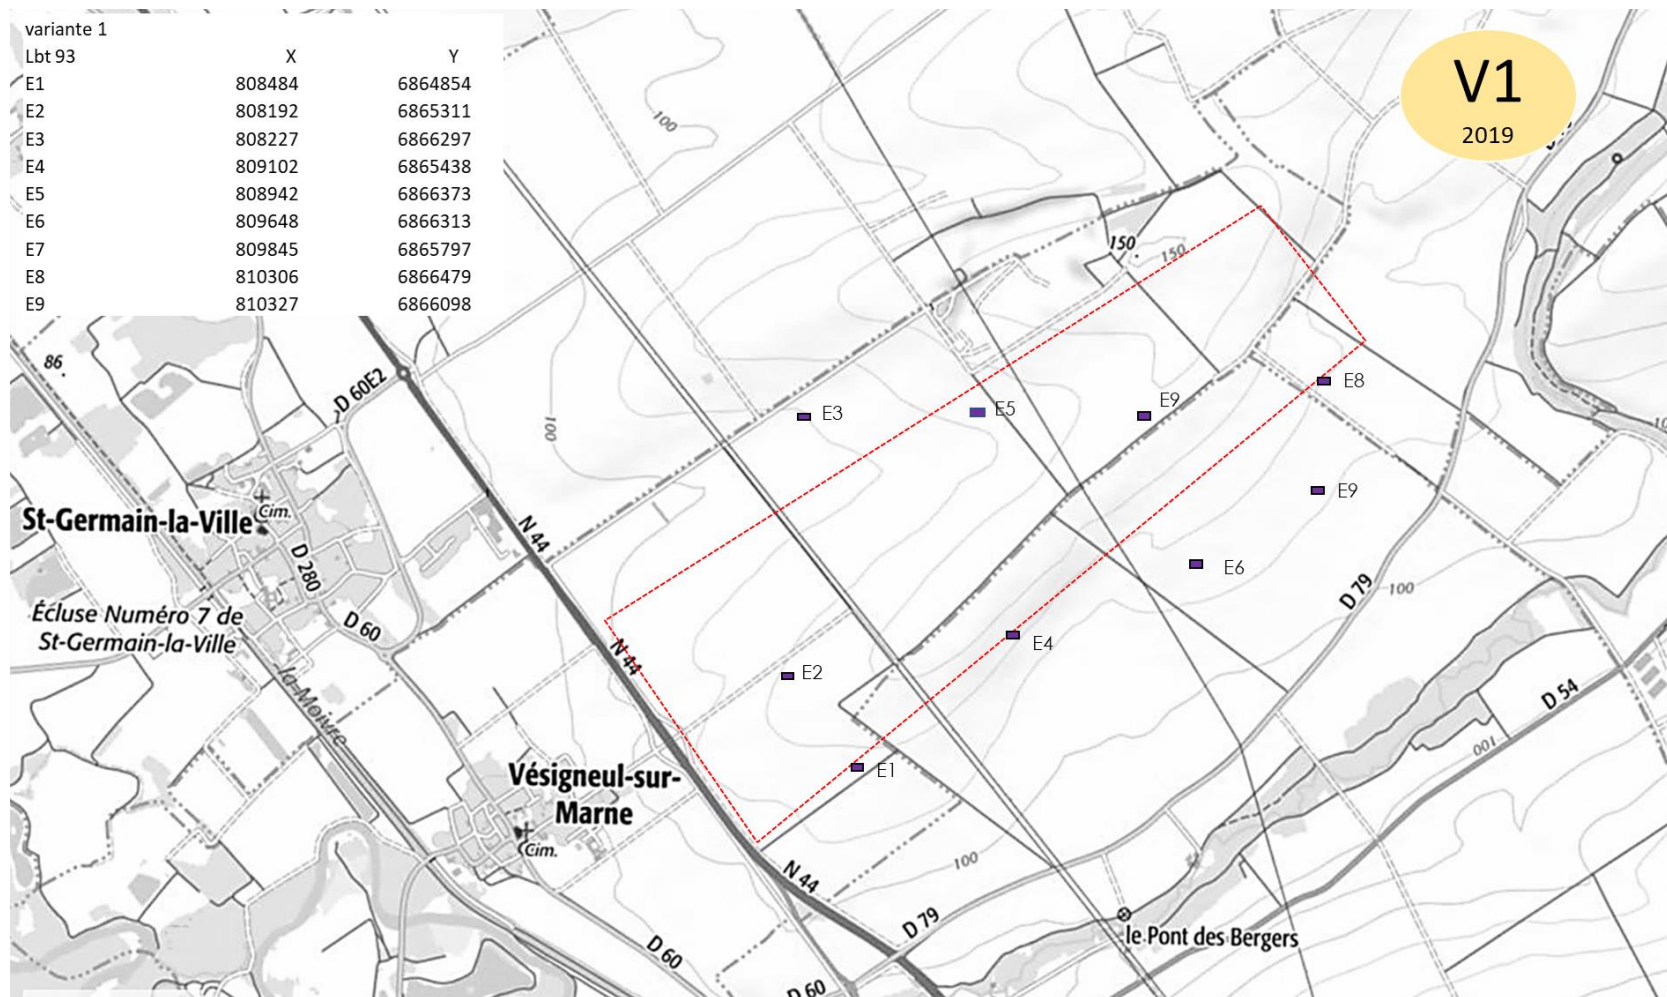 variante 1
Lbt 93 X Y
E1 808484 6864854
E2 808192 6865311
E3 808227 6866297
E4 809102 6865438
E5 808942 6866373
E6 809648 6866313
E7 809845 6865797
E8 810306 6866479
E9 810327 6866098
V1
2019
100
150
150
86
D 60E2
E3
E5
E9
E8
001
St-Germain-la-Ville
Cim.
N 44
E9
D 280
E6
D 79
100
Écluse Numéro 7 de
St-Germain-la-Ville
D 60
N 44
E4
la Moivre
E2
D 54
001
Vésigneul-sur-
Marne
E1
Cim.
100
N 44
D 79
le Pont des Bergers
D 60
D 60